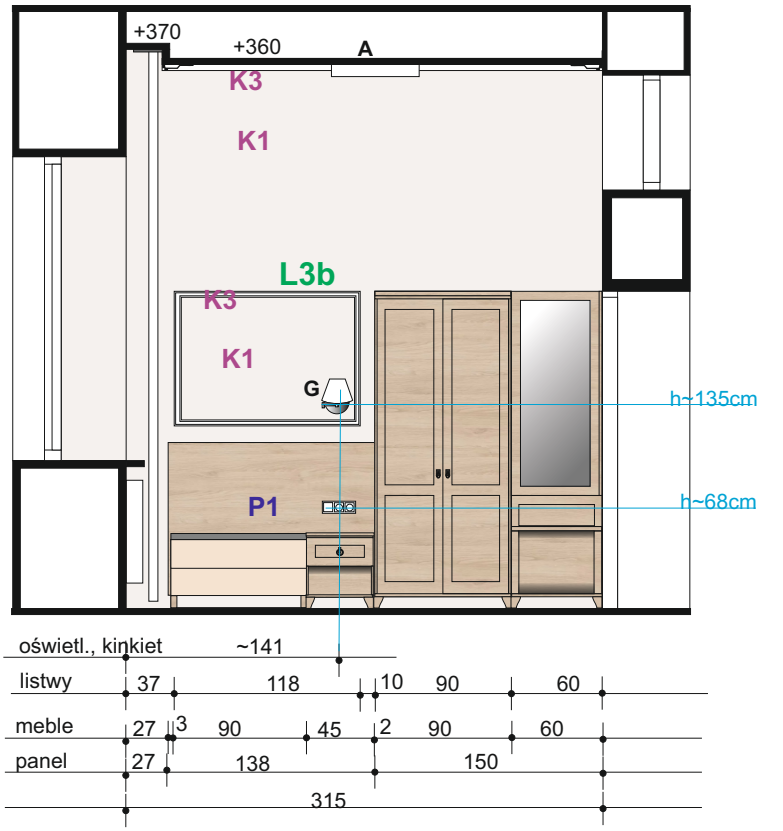 +370
+360 A
K3
K1
L3b
K3
K1
G
h~135cm
P1
h~68cm
oświetl., kinkiet ~141
listwy 37 118 10 90 60
meble 27 3 90 45 2 90 60
panel 27 138 150
315